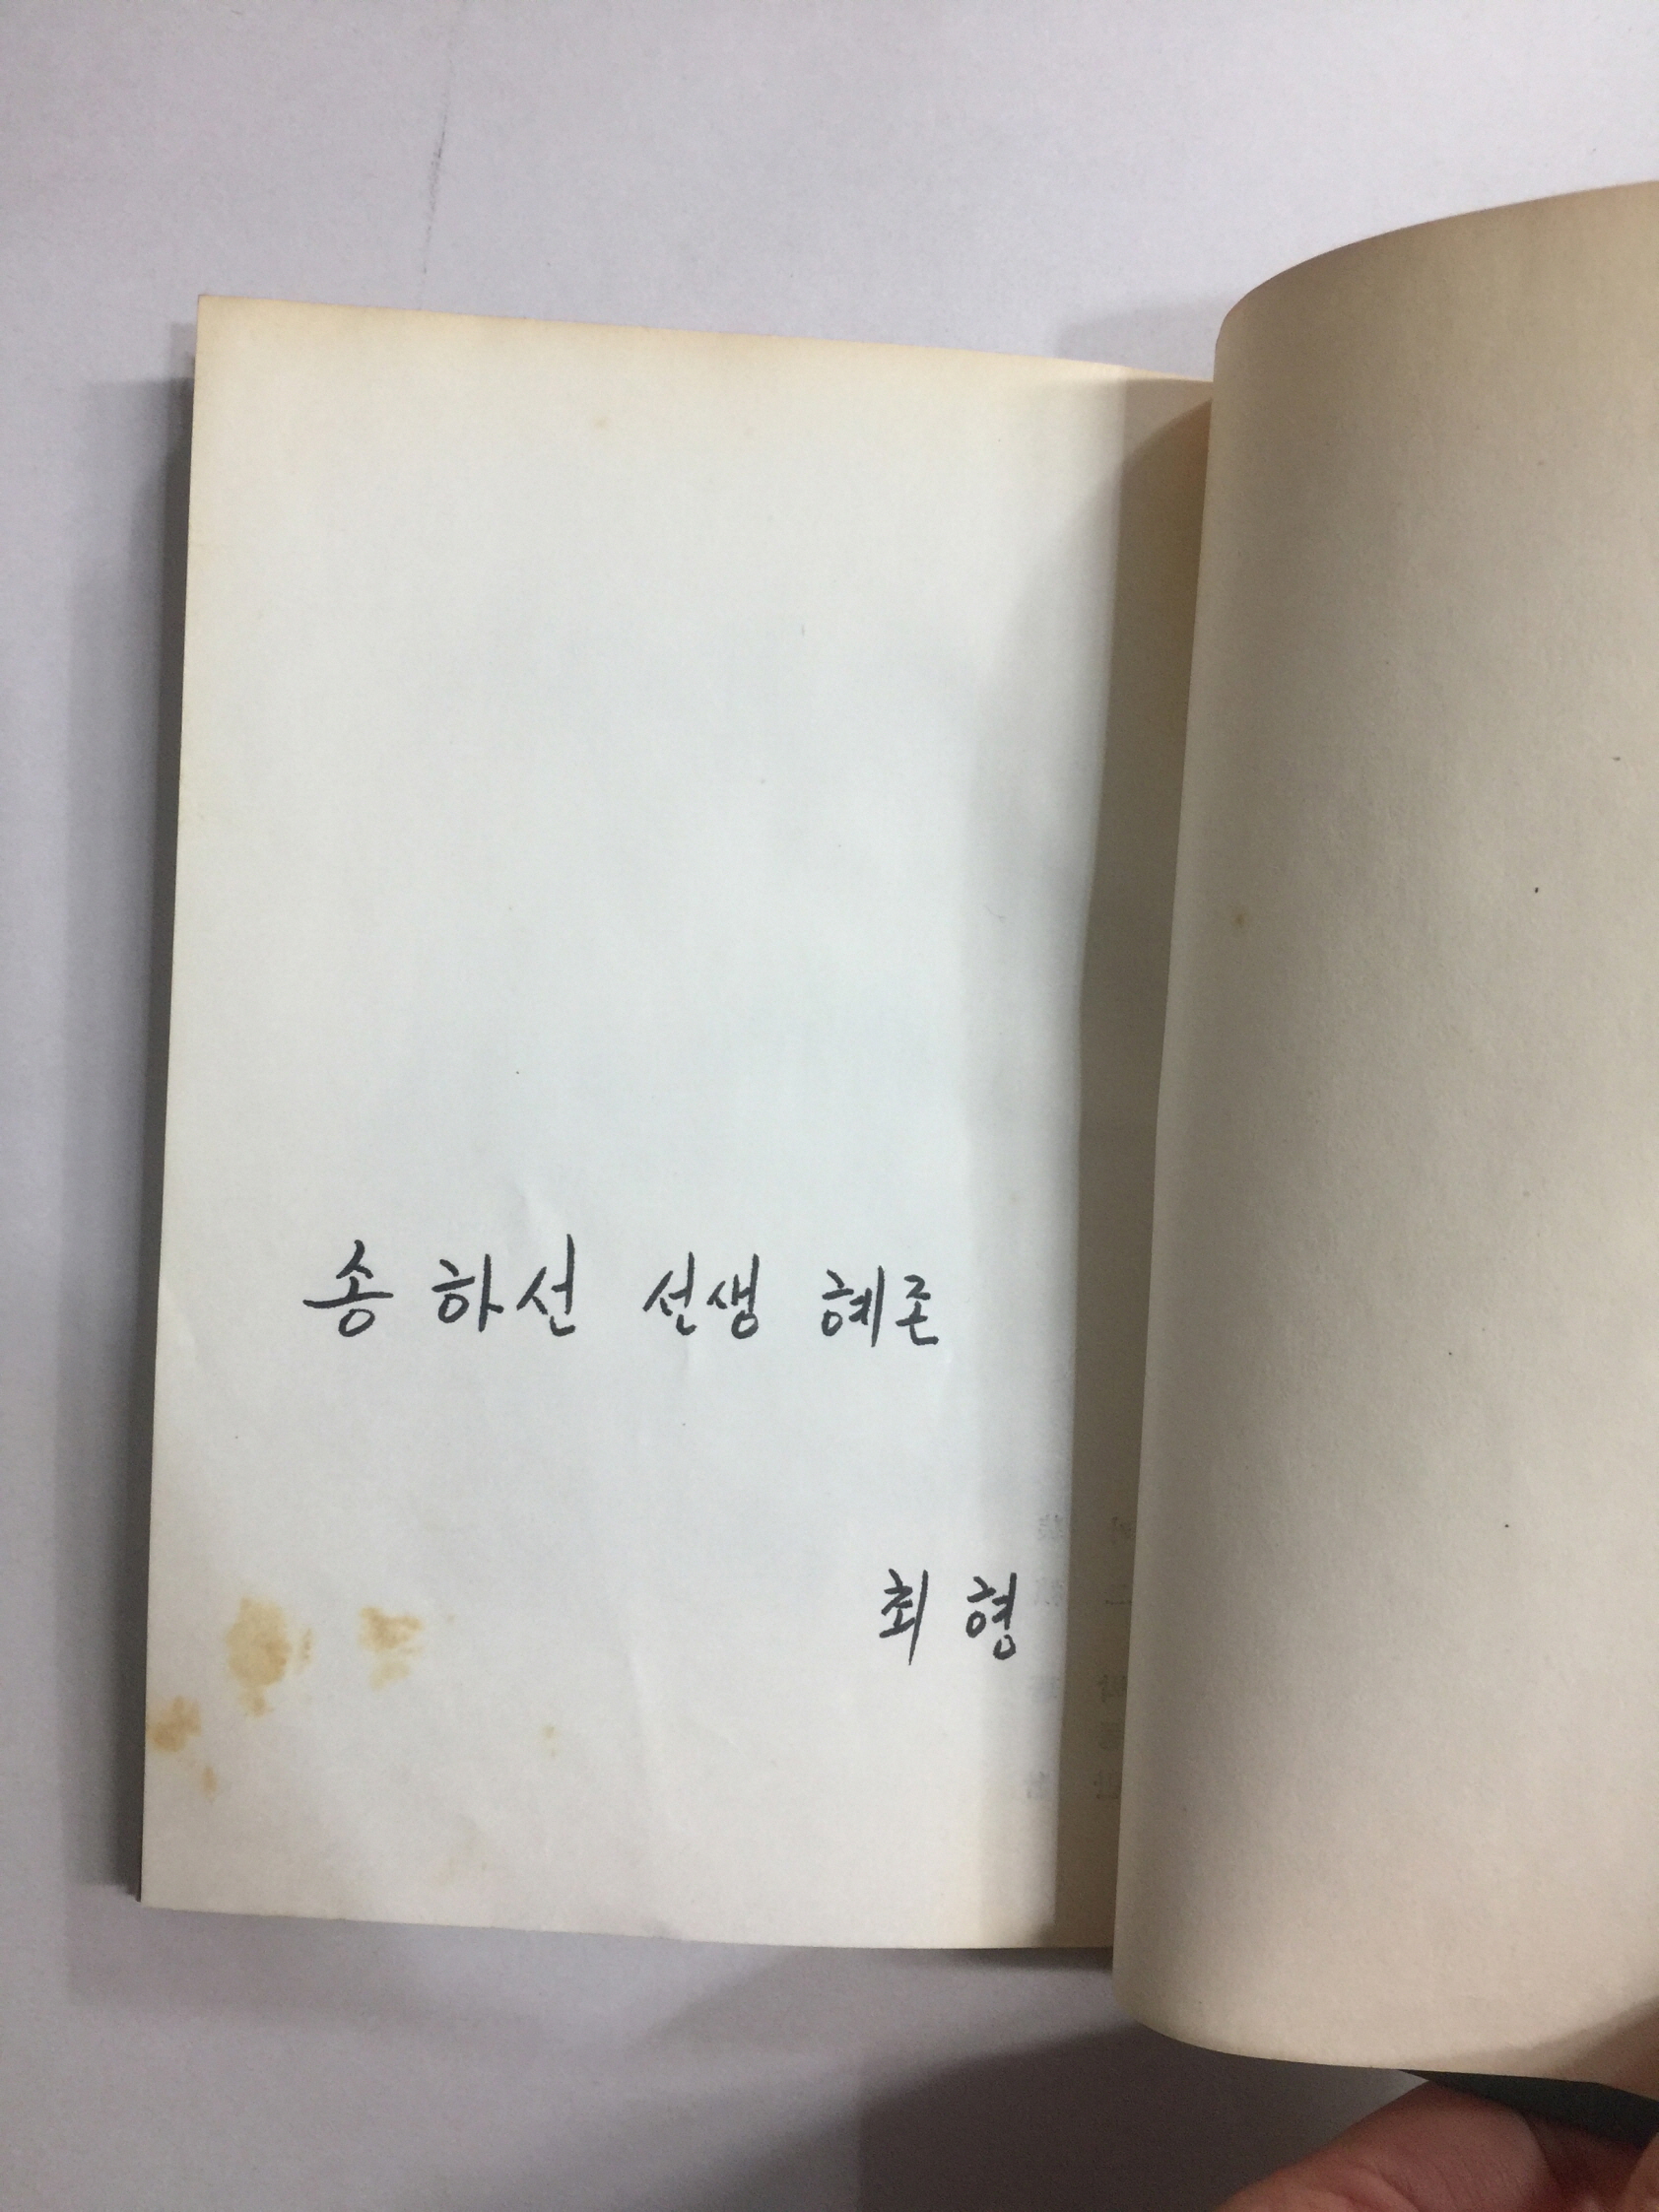 송 하선 선생 혜존
최 형